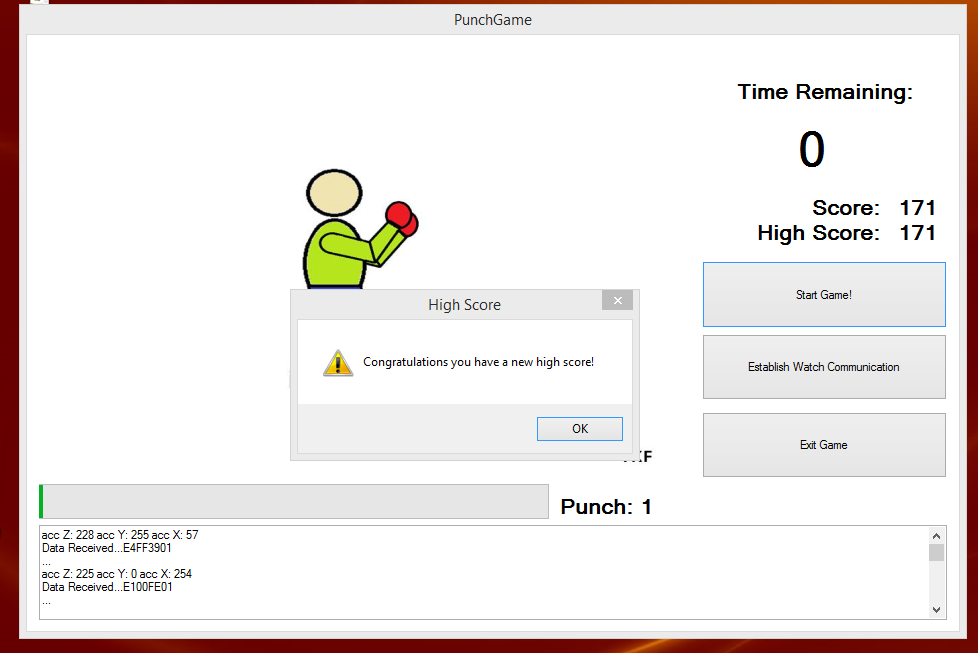 PunchGame
Time Remaining:
0
Score: 171
High Score: 171
High Score
Start Game!
Congratulations you have a new high score!
Establish Watch Communication
OK
Exit Game
Punch: 1
acc Z: 228 acc Y: 255 acc X: 57
Data Received...E4FF3901
...
acc Z: 225 acc Y: 0 acc X: 254
Data Received...E100FE01
...